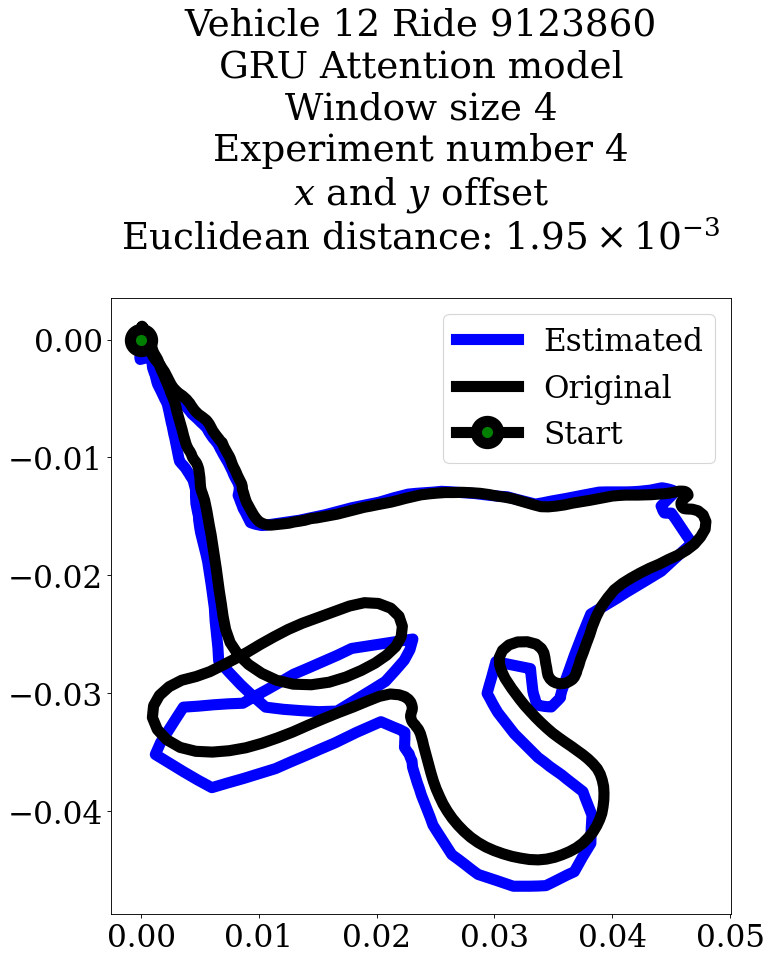 Vehicle 12 Ride 9123860
GRU Attention model
Window size 4
Experiment number 4
x and y offset
Euclidean distance: 1.95 × 10⁻³
Estimated
Original
Start
0.00
−0.01
−0.02
−0.03
−0.04
0.00 0.01 0.02 0.03 0.04 0.05